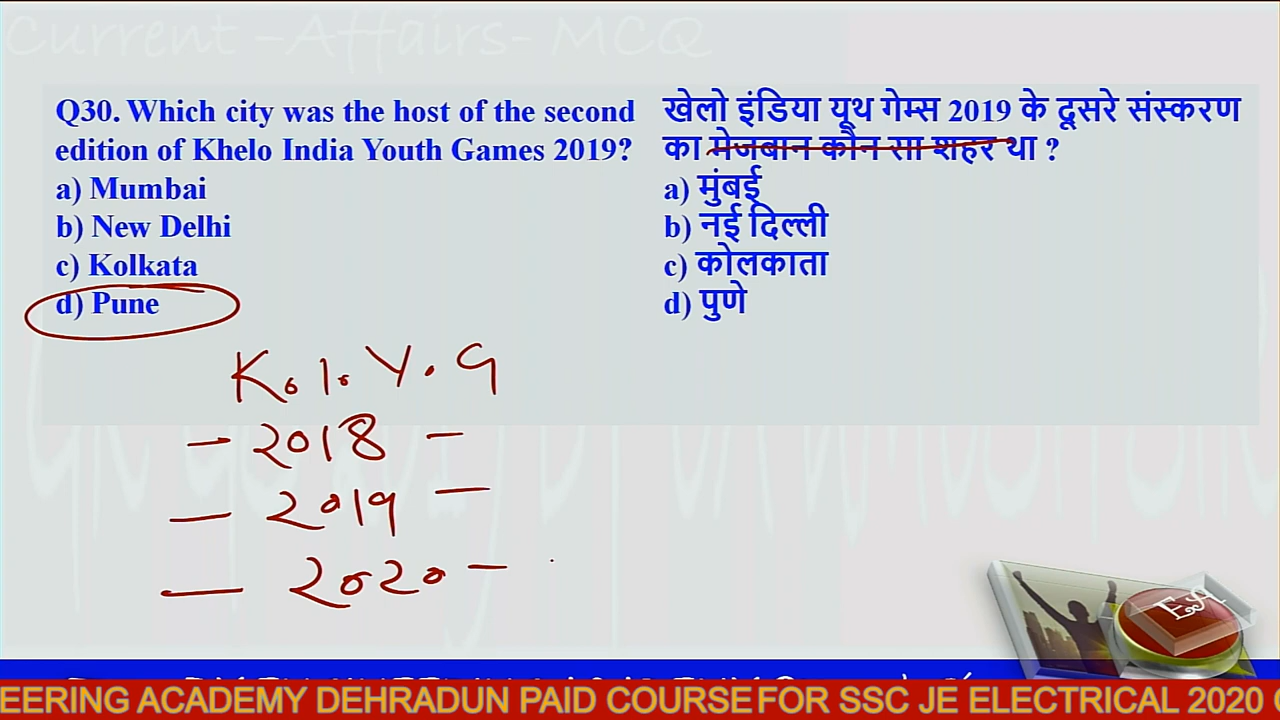 Current -Affairs- MCQ
Q30. Which city was the host of the second
edition of Khelo India Youth Games 2019?
a) Mumbai
b) New Delhi
c) Kolkata
d) Pune
खेलो इंडिया यूथ गेम्स 2019 के दूसरे संस्करण
का मेजबान कौन सा शहर था ?
a) मुंबई
b) नई दिल्ली
c) कोलकाता
d) पुणे
K. I. Y. G
- 2018 -
- 2019 -
- 2020 -
E.A
EERING ACADEMY DEHRADUN PAID COURSE FOR SSC JE ELECTRICAL 2020